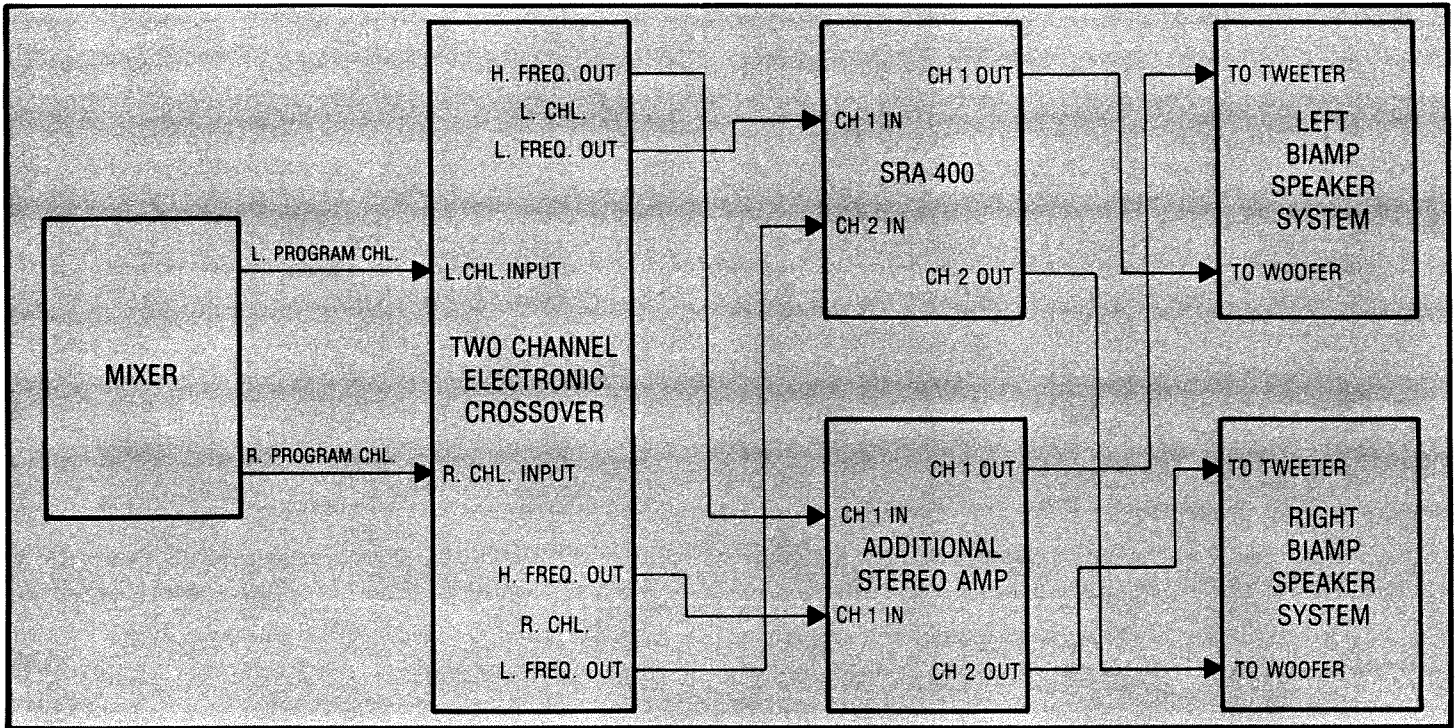 L. PROGRAM CHL.
MIXER
R. PROGRAM CHL.
H. FREQ. OUT
L. CHL.
L. FREQ. OUT
L.CHL.INPUT
TWO CHANNEL
ELECTRONIC
CROSSOVER
R. CHL. INPUT
H. FREQ. OUT
R. CHL.
L. FREQ. OUT
CH 1 OUT
CH 1 IN
SRA 400
CH 2 IN
CH 2 OUT
CH 1 OUT
CH 1 IN
ADDITIONAL
STEREO AMP
CH 1 IN
CH 2 OUT
TO TWEETER
LEFT
BIAMP
SPEAKER
SYSTEM
TO WOOFER
TO TWEETER
RIGHT
BIAMP
SPEAKER
SYSTEM
TO WOOFER